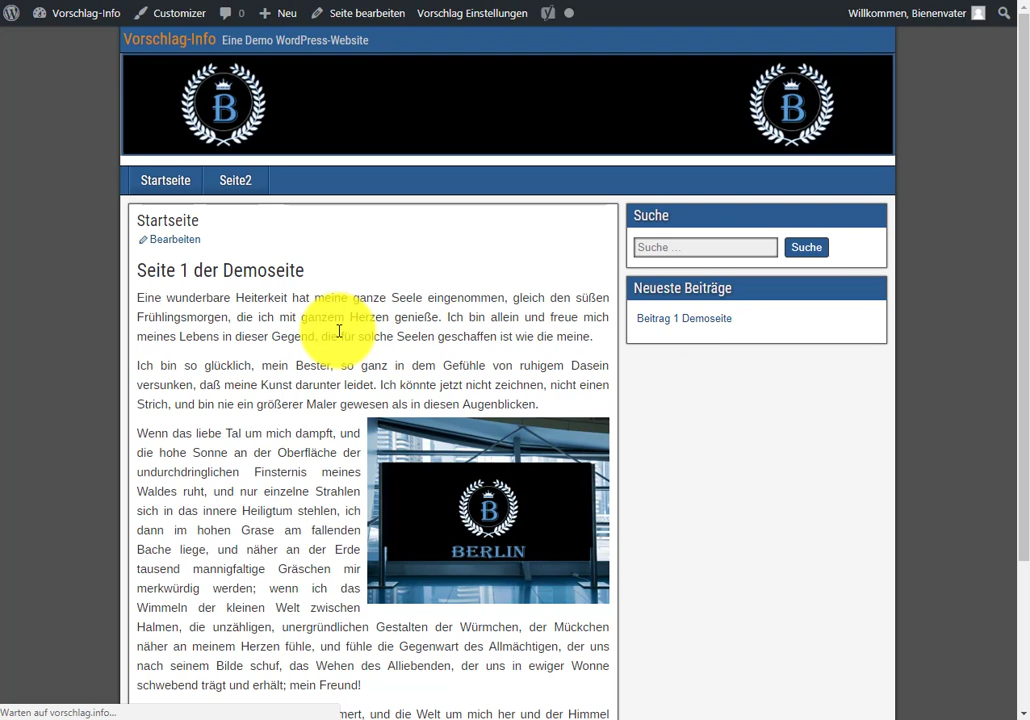 Vorschlag-Info Customizer 0 Neu Seite bearbeiten Vorschlag Einstellungen Willkommen, Bienenvater
Vorschlag-Info Eine Demo WordPress-Website
B B
Startseite Seite2
Startseite
Bearbeiten
Seite 1 der Demoseite
Eine wunderbare Heiterkeit hat meine ganze Seele eingenommen, gleich den süßen
Frühlingsmorgen, die ich mit ganzem Herzen genieße. Ich bin allein und freue mich
meines Lebens in dieser Gegend, die für solche Seelen geschaffen ist wie die meine.
Ich bin so glücklich, mein Bester, so ganz in dem Gefühle von ruhigem Dasein
versunken, daß meine Kunst darunter leidet. Ich könnte jetzt nicht zeichnen, nicht einen
Strich, und bin nie ein größerer Maler gewesen als in diesen Augenblicken.
Wenn das liebe Tal um mich dampft, und
die hohe Sonne an der Oberfläche der
undurchdringlichen Finsternis meines
Waldes ruht, und nur einzelne Strahlen
sich in das innere Heiligtum stehlen, ich
dann im hohen Grase am fallenden
Bache liege, und näher an der Erde
tausend mannigfaltige Gräschen mir
merkwürdig werden; wenn ich das
Wimmeln der kleinen Welt zwischen
Halmen, die unzähligen, unergründlichen Gestalten der Würmchen, der Mückchen
näher an meinem Herzen fühle, und fühle die Gegenwart des Allmächtigen, der uns
nach seinem Bilde schuf, das Wehen des Alliebenden, der uns in ewiger Wonne
schwebend trägt und erhält; mein Freund!
mert, und die Welt um mich her und der Himmel
B
BERLIN
Suche
Suche ... Suche
Neueste Beiträge
Beitrag 1 Demoseite
Warten auf vorschlag.info...